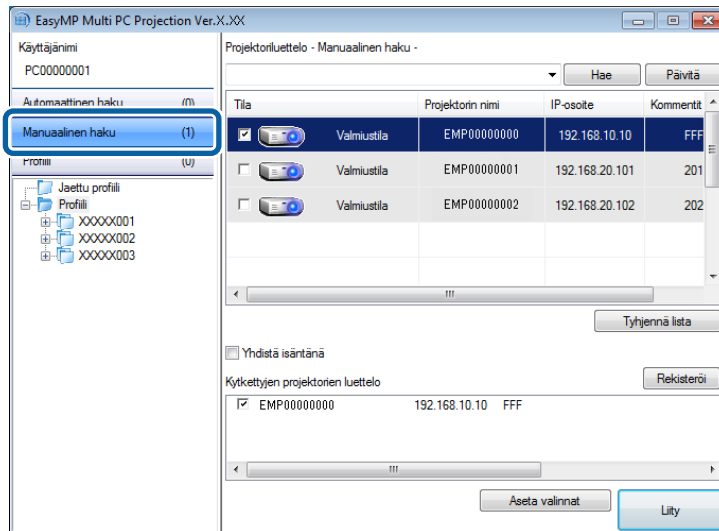 EasyMP Multi PC Projection Ver.X.XX
Käyttäjänimi
PC00000001
Automaattinen haku (0)
Manuaalinen haku (1)
Profiili (0)
Jaettu profiili
Profiili
XXXXX001
XXXXX002
XXXXX003
Projektoriluettelo - Manuaalinen haku -
Hae Päivitä
Tila Projektorin nimi IP-osoite Kommentit
Valmiustila EMP00000000 192.168.10.10 FFF
Valmiustila EMP00000001 192.168.20.101 201
Valmiustila EMP00000002 192.168.20.102 202
Tyhjennä lista
Yhdistä isäntänä
Kytkettyjen projektorien luettelo Rekisteröi
EMP00000000 192.168.10.10 FFF
Aseta valinnat Liity